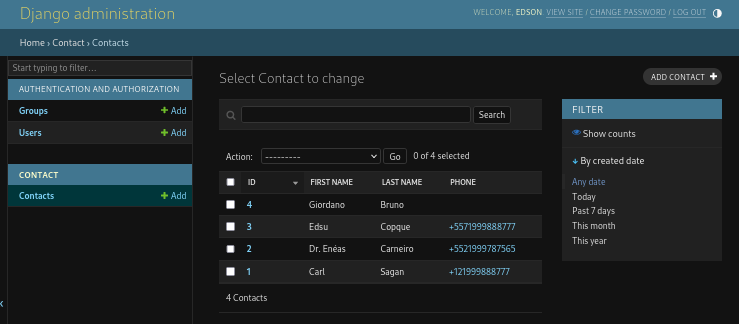 Django administration
WELCOME, EDSON. VIEW SITE / CHANGE PASSWORD / LOG OUT
Home › Contact › Contacts
Start typing to filter...
AUTHENTICATION AND AUTHORIZATION
Groups + Add
Users + Add
CONTACT
Contacts + Add
Select Contact to change
ADD CONTACT +
Search
Action: --------- Go 0 of 4 selected
ID FIRST NAME LAST NAME PHONE
4 Giordano Bruno
3 Edsu Copque +5571999888777
2 Dr. Enéas Carneiro +5521999787565
1 Carl Sagan +121999888777
4 Contacts
FILTER
Show counts
↓ By created date
Any date
Today
Past 7 days
This month
This year